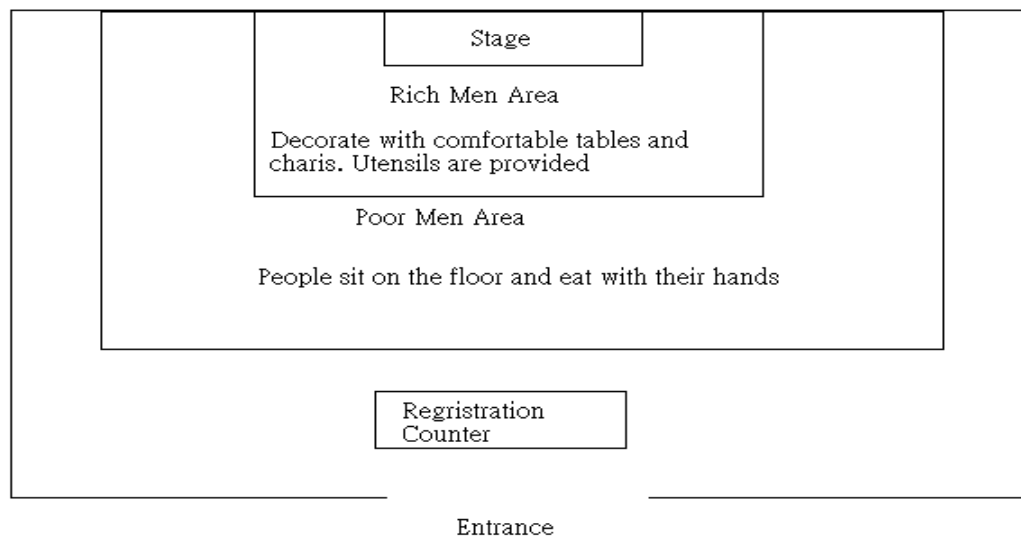 Stage
Rich Men Area
Decorate with comfortable tables and
charis. Utensils are provided
Poor Men Area
People sit on the floor and eat with their hands
Regristration
Counter
Entrance